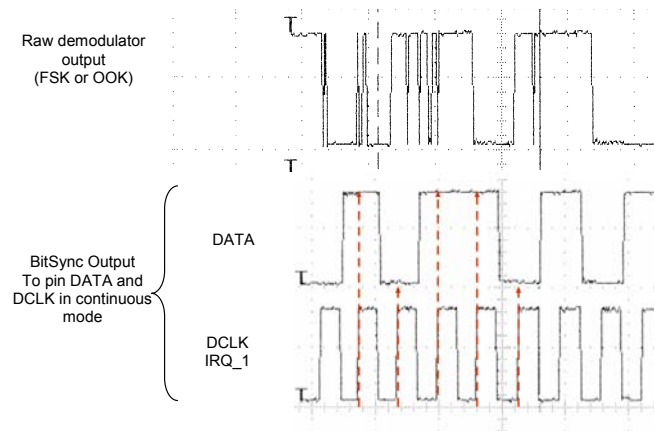 Raw demodulator
output
(FSK or OOK)
BitSync Output
To pin DATA and
DCLK in continuous
mode
DATA
DCLK
IRQ_1